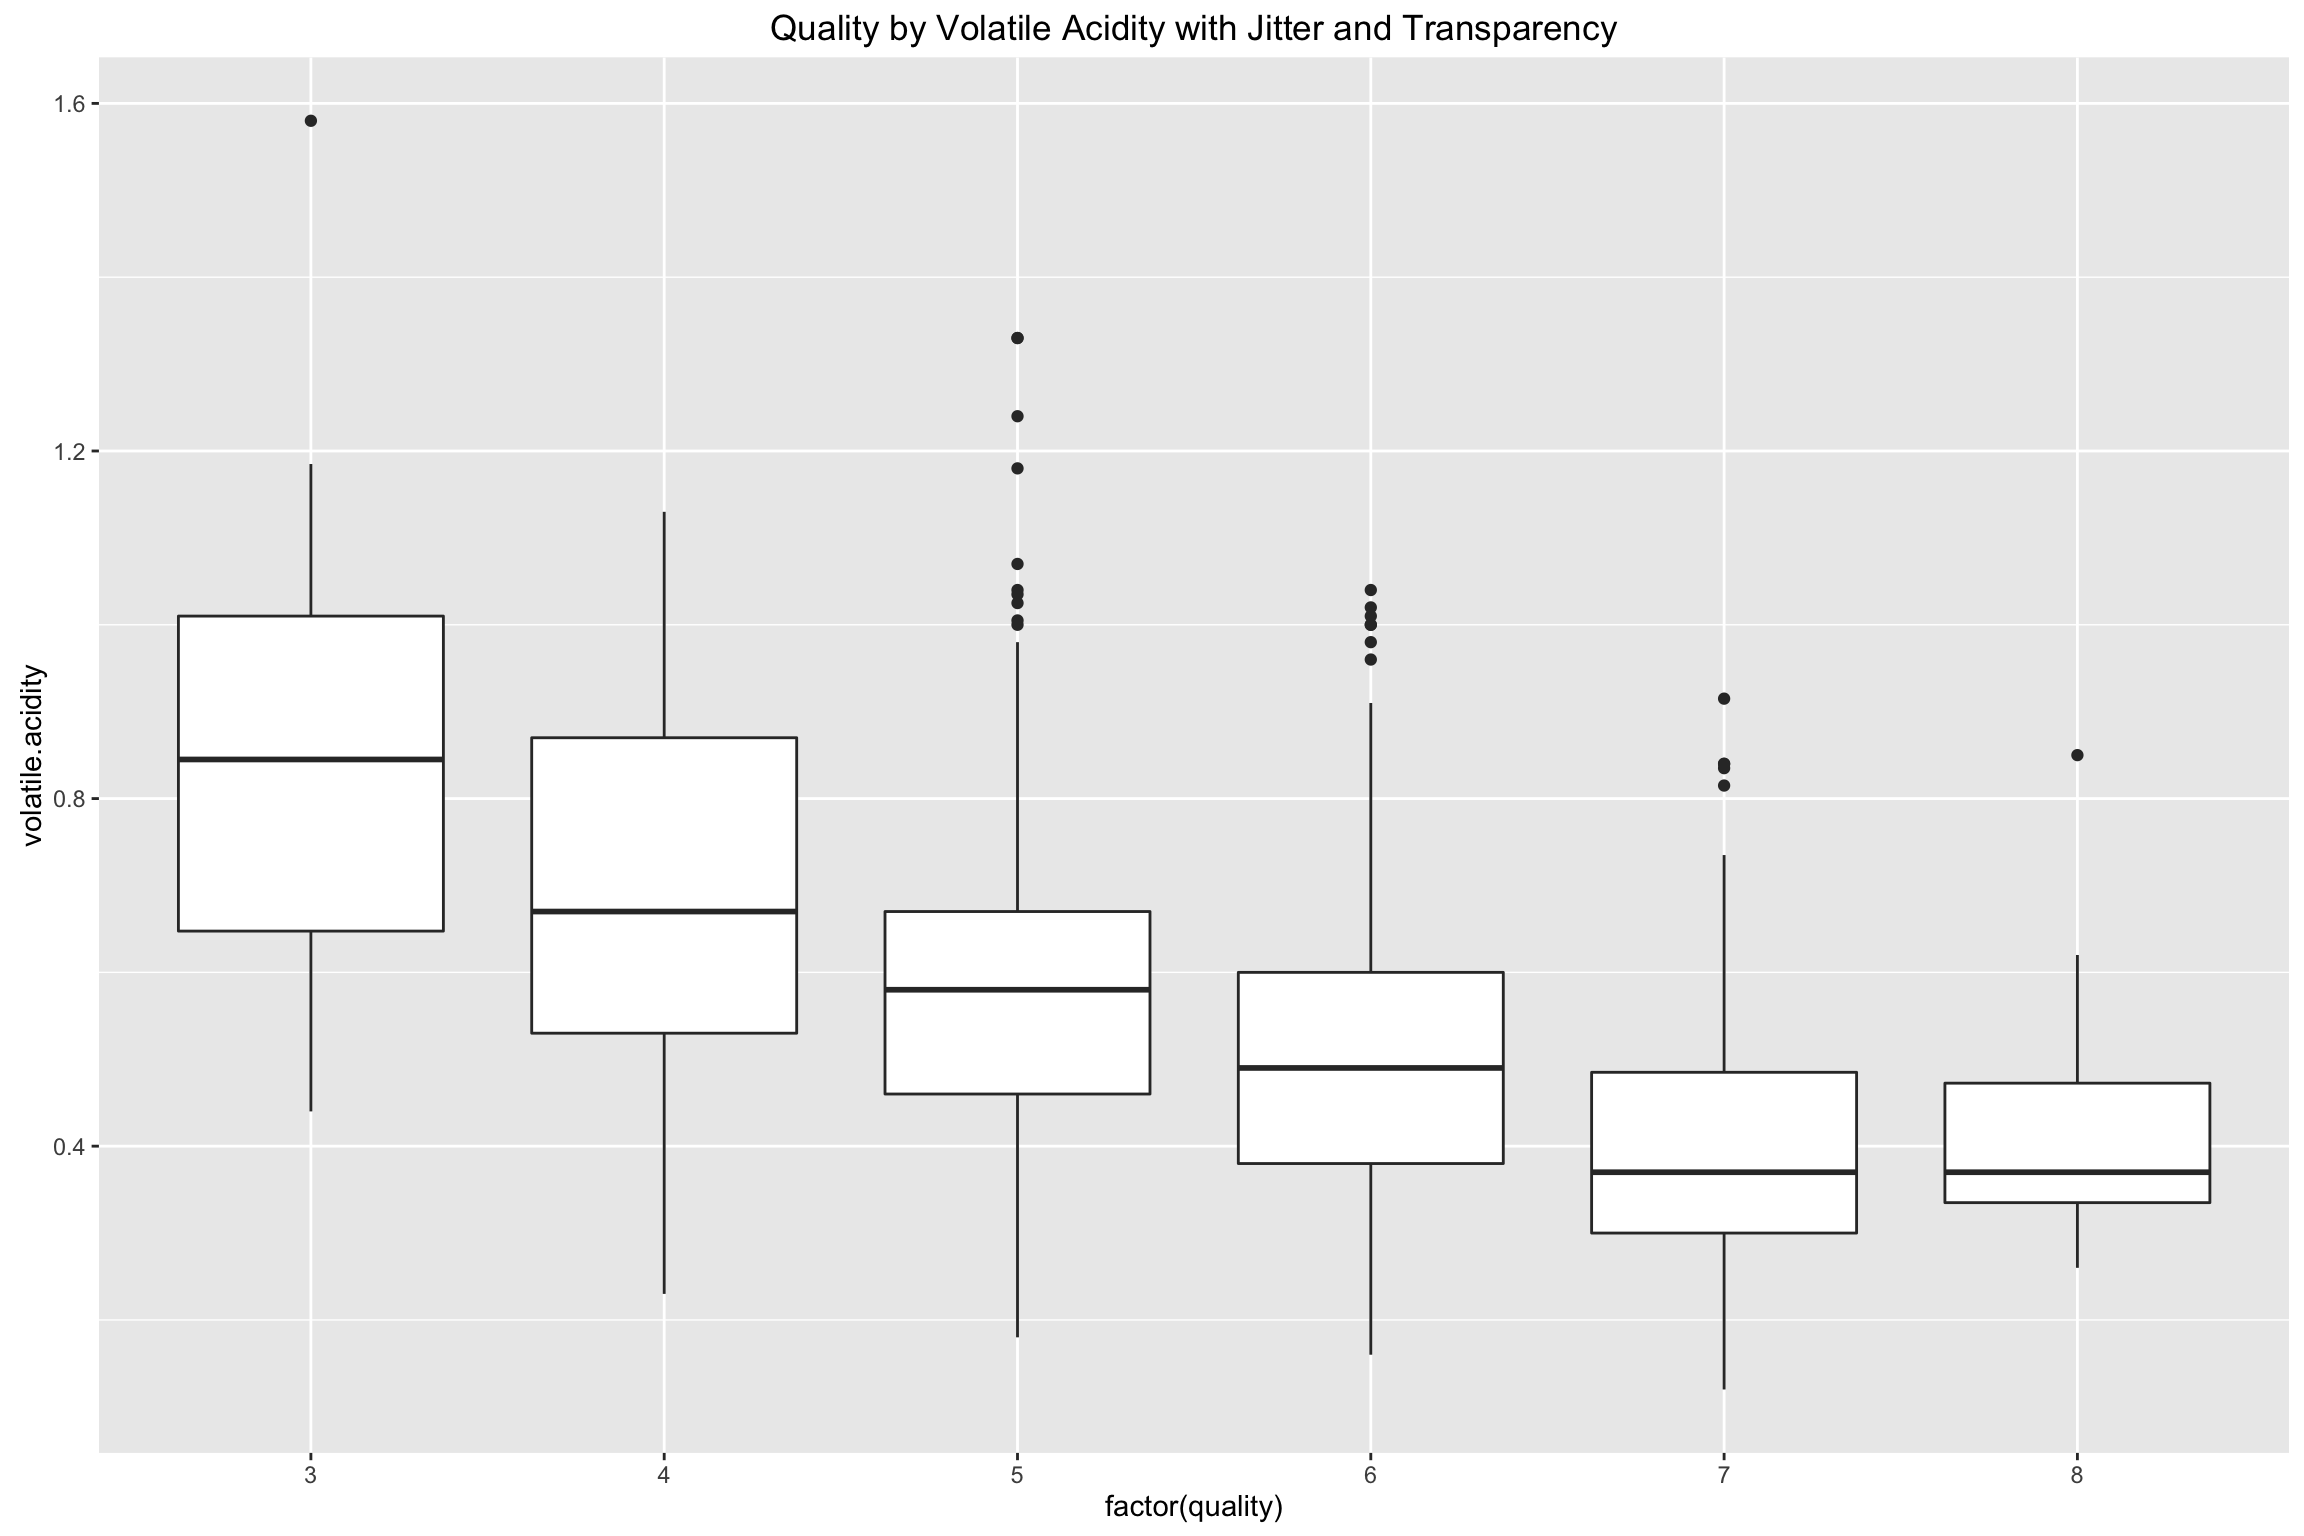 Quality by Volatile Acidity with Jitter and Transparency
1.6
1.2
0.8
0.4
volatile.acidity
3 4 5 6 7 8
factor(quality)